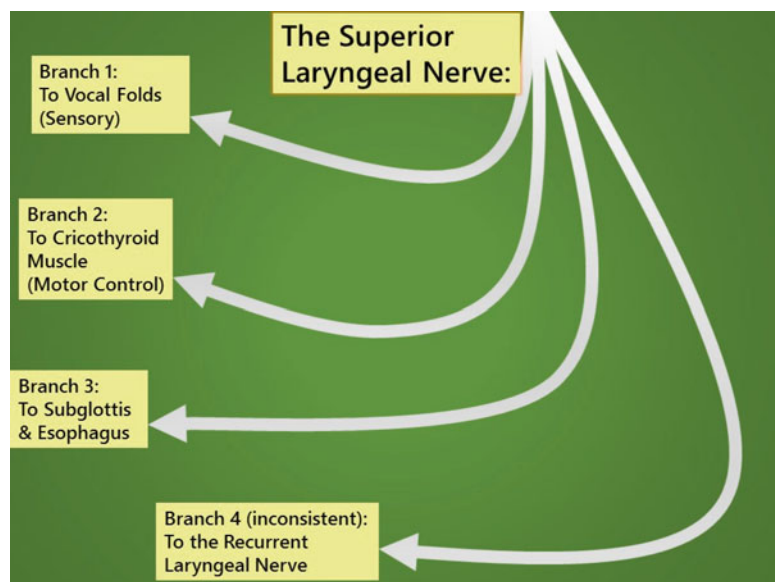 The Superior
Laryngeal Nerve:
Branch 1:
To Vocal Folds
(Sensory)
Branch 2:
To Cricothyroid
Muscle
(Motor Control)
Branch 3:
To Subglottis
& Esophagus
Branch 4 (inconsistent):
To the Recurrent
Laryngeal Nerve